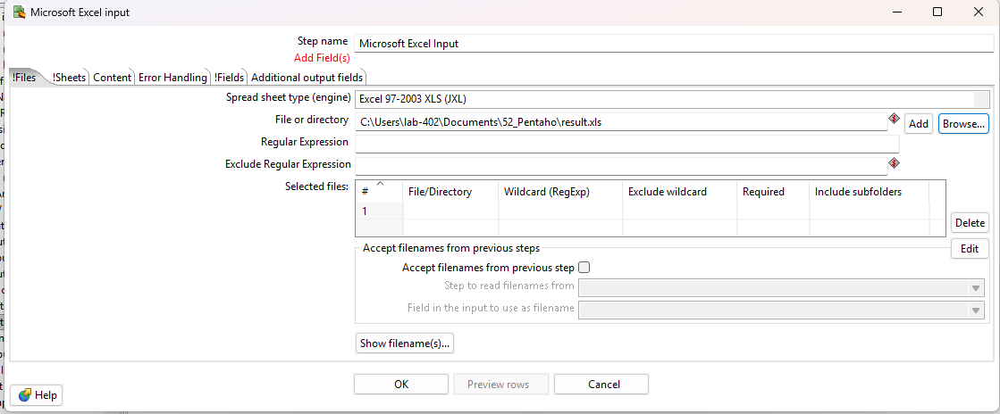 Microsoft Excel input
Step name Microsoft Excel Input
Add Field(s)
!Files !Sheets Content Error Handling !Fields Additional output fields
Spread sheet type (engine) Excel 97-2003 XLS (JXL)
File or directory C:\Users\lab-402\Documents\52_Pentaho\result.xls Add Browse...
Regular Expression
Exclude Regular Expression
Selected files: # File/Directory Wildcard (RegExp) Exclude wildcard Required Include subfolders
1
Delete
Accept filenames from previous steps Edit
Accept filenames from previous step
Step to read filenames from
Field in the input to use as filename
Show filename(s)...
OK Preview rows Cancel
Help